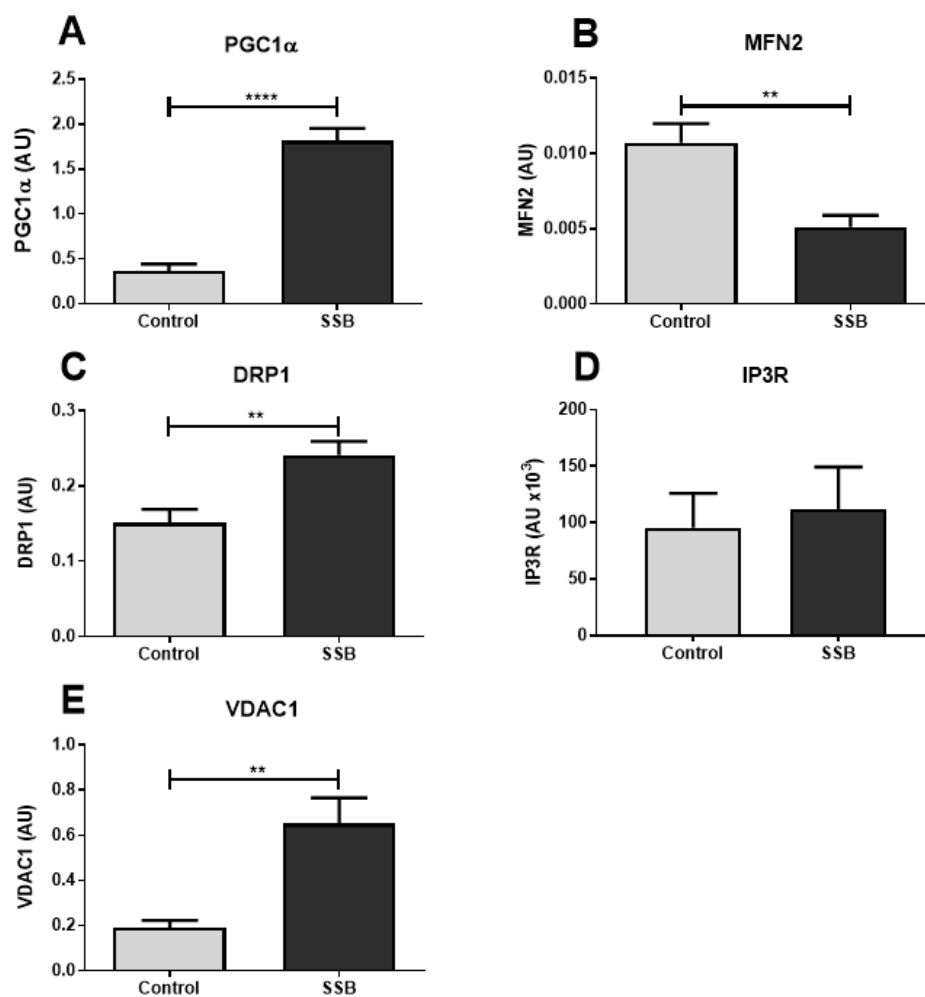 A
PGC1α
PGC1α (AU)
2.5
2.0
1.5
1.0
0.5
0.0
****
Control
SSB
B
MFN2
MFN2 (AU)
0.015
0.010
0.005
0.000
**
Control
SSB
C
DRP1
DRP1 (AU)
0.3
0.2
0.1
0.0
**
Control
SSB
D
IP3R
IP3R (AU x10³)
200
150
100
50
0
Control
SSB
E
VDAC1
VDAC1 (AU)
1.0
0.8
0.6
0.4
0.2
0.0
**
Control
SSB